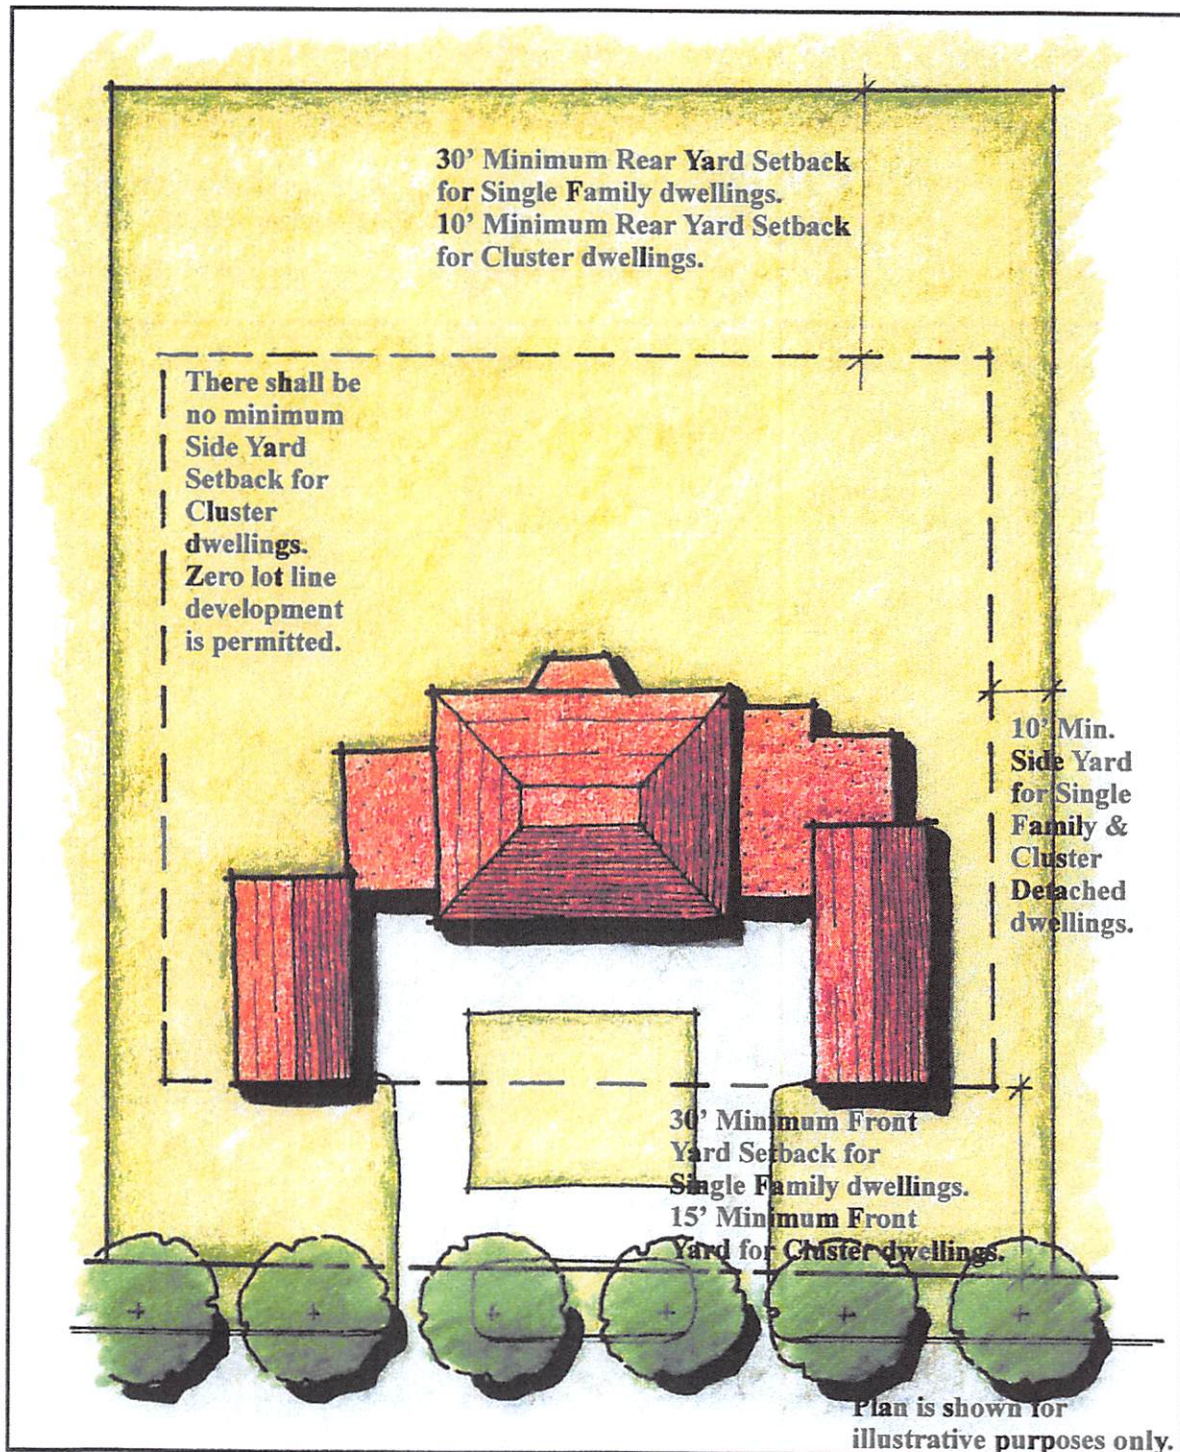 30’ Minimum Rear Yard Setback
for Single Family dwellings.
10’ Minimum Rear Yard Setback
for Cluster dwellings.
There shall be
no minimum
Side Yard
Setback for
Cluster
dwellings.
Zero lot line
development
is permitted.
10’ Min.
Side Yard
for Single
Family &
Cluster
Detached
dwellings.
30’ Minimum Front
Yard Setback for
Single Family dwellings.
15’ Minimum Front
Yard for Cluster dwellings.
Plan is shown for
illustrative purposes only.